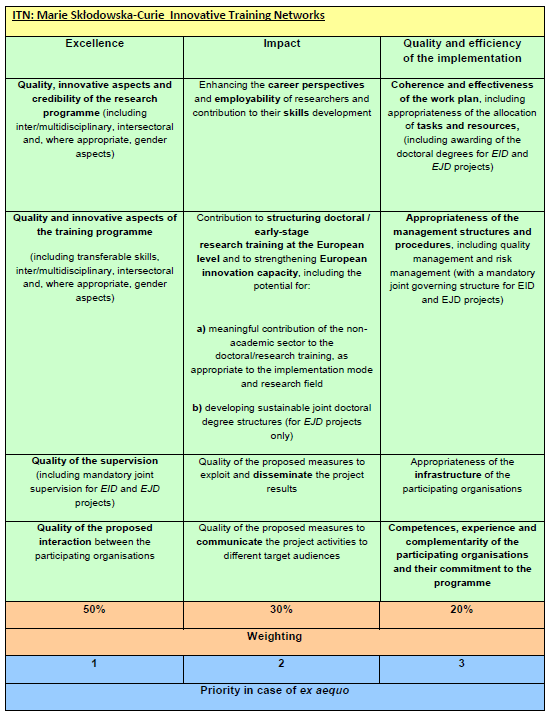 ITN: Marie Skłodowska-Curie Innovative Training Networks
Excellence
Impact
Quality and efficiency
of the implementation
Quality, innovative aspects and
credibility of the research
programme (including
inter/multidisciplinary, intersectoral
and, where appropriate, gender
aspects)
Enhancing the career perspectives
and employability of researchers and
contribution to their skills development
Coherence and effectiveness
of the work plan, including
appropriateness of the allocation
of tasks and resources,
(including awarding of the
doctoral degrees for EID and
EJD projects)
Quality and innovative aspects of
the training programme
(including transferable skills,
inter/multidisciplinary, intersectoral
and, where appropriate, gender
aspects)
Contribution to structuring doctoral /
early-stage
research training at the European
level and to strengthening European
innovation capacity, including the
potential for:
a) meaningful contribution of the non-
academic sector to the
doctoral/research training, as
appropriate to the implementation mode
and research field
b) developing sustainable joint doctoral
degree structures (for EJD projects
only)
Appropriateness of the
management structures and
procedures, including quality
management and risk
management (with a mandatory
joint governing structure for EID
and EJD projects)
Quality of the supervision
(including mandatory joint
supervision for EID and EJD
projects)
Quality of the proposed measures to
exploit and disseminate the project
results
Appropriateness of the
infrastructure of the
participating organisations
Quality of the proposed
interaction between the
participating organisations
Quality of the proposed measures to
communicate the project activities to
different target audiences
Competences, experience and
complementarity of the
participating organisations
and their commitment to the
programme
50%
30%
20%
Weighting
1
2
3
Priority in case of ex aequo